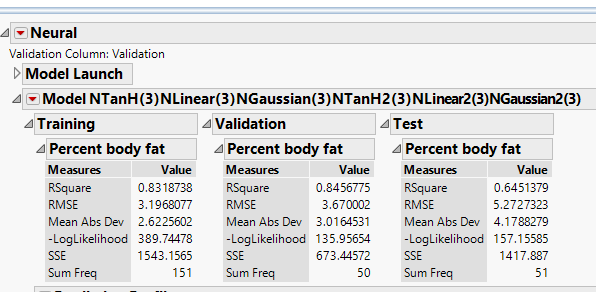 Neural
Validation Column: Validation
Model Launch
Model NTanH(3)NLinear(3)NGaussian(3)NTanH2(3)NLinear2(3)NGaussian2(3)
Training Validation Test
Percent body fat Percent body fat Percent body fat
Measures Value Measures Value Measures Value
RSquare 0.8318738 RSquare 0.8456775 RSquare 0.6451379
RMSE 3.1968077 RMSE 3.670002 RMSE 5.2727323
Mean Abs Dev 2.6225602 Mean Abs Dev 3.0164531 Mean Abs Dev 4.1788279
-LogLikelihood 389.74478 -LogLikelihood 135.95654 -LogLikelihood 157.15585
SSE 1543.1565 SSE 673.44572 SSE 1417.887
Sum Freq 151 Sum Freq 50 Sum Freq 51